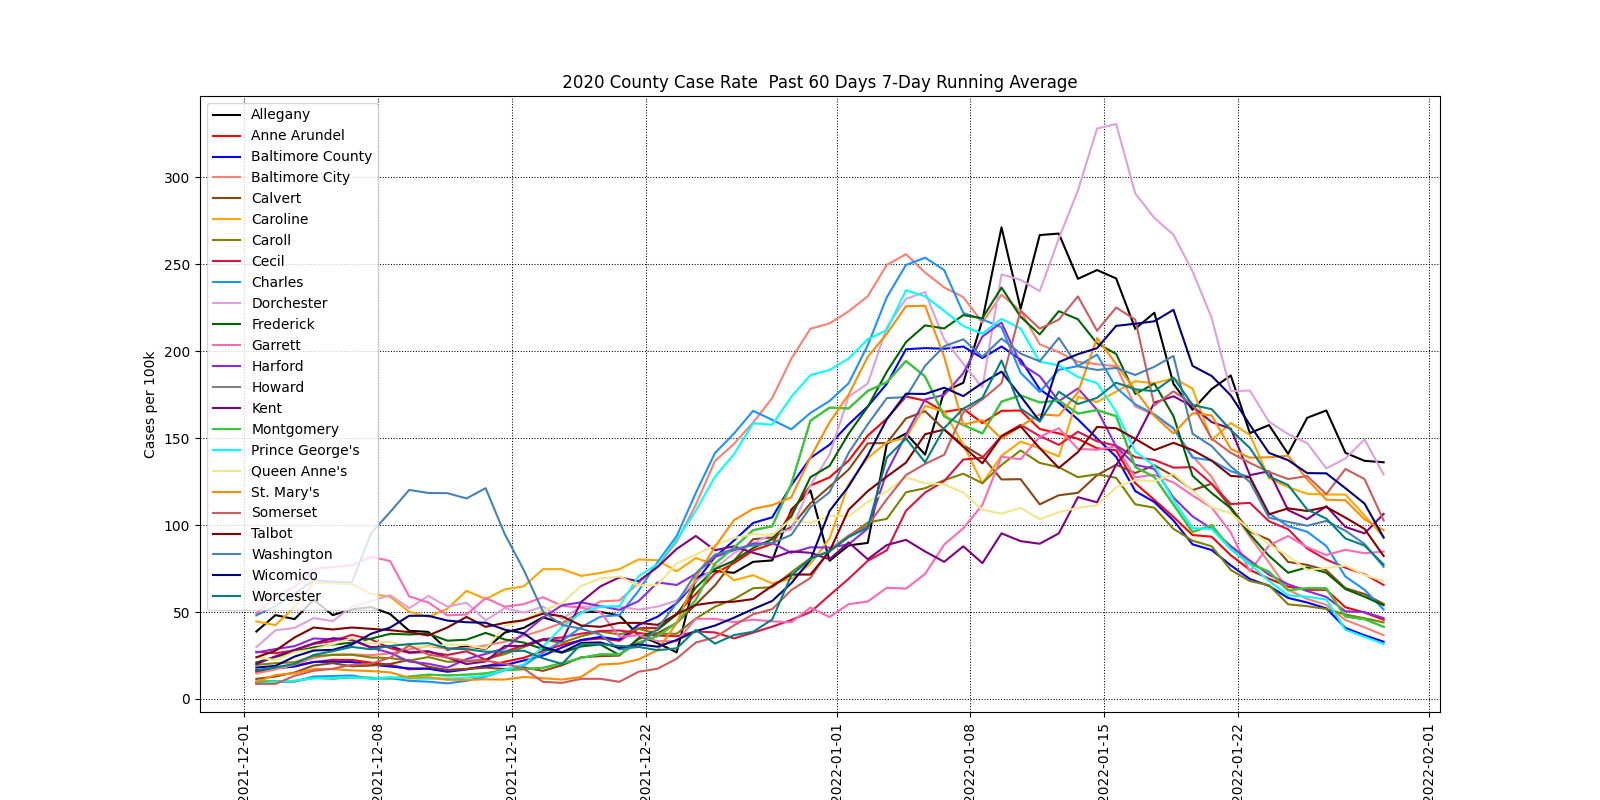 2020 County Case Rate  Past 60 Days 7-Day Running Average
Allegany
Anne Arundel
Baltimore County
Baltimore City
Calvert
Caroline
Caroll
Cecil
Charles
Dorchester
Frederick
Garrett
Harford
Howard
Kent
Montgomery
Prince George's
Queen Anne's
St. Mary's
Somerset
Talbot
Washington
Wicomico
Worcester
Cases per 100k
300
250
200
150
100
50
0
2021-12-01
2021-12-08
2021-12-15
2021-12-22
2022-01-01
2022-01-08
2022-01-15
2022-01-22
2022-02-01